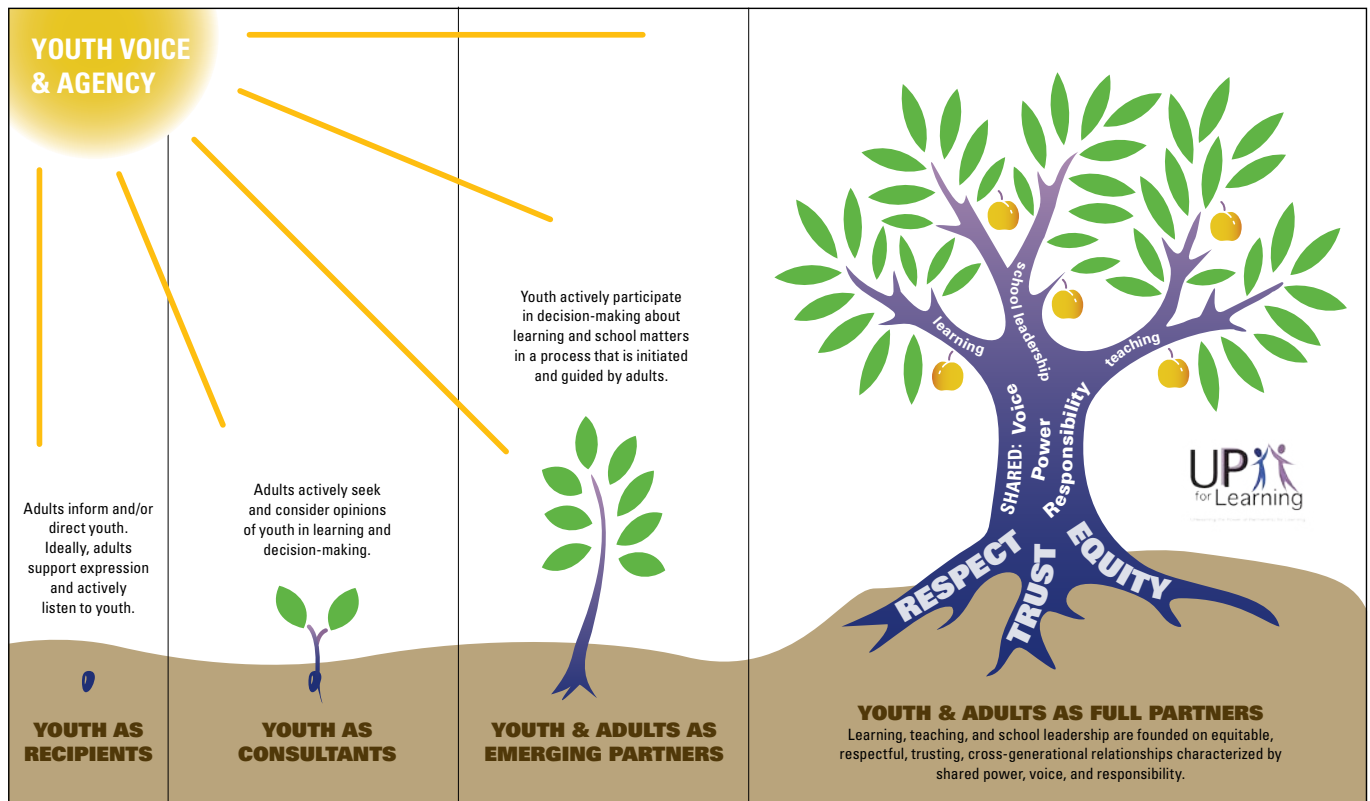 YOUTH VOICE
& AGENCY
Adults inform and/or
direct youth.
Ideally, adults
support expression
and actively
listen to youth.
YOUTH AS
RECIPIENTS
Adults actively seek
and consider opinions
of youth in learning and
decision-making.
YOUTH AS
CONSULTANTS
Youth actively participate
in decision-making about
learning and school matters
in a process that is initiated
and guided by adults.
YOUTH & ADULTS AS
EMERGING PARTNERS
learning
school leadership
teaching
SHARED: Voice
Power
Responsibility
RESPECT
TRUST
EQUITY
UP
for Learning
YOUTH & ADULTS AS FULL PARTNERS
Learning, teaching, and school leadership are founded on equitable,
respectful, trusting, cross-generational relationships characterized by
shared power, voice, and responsibility.